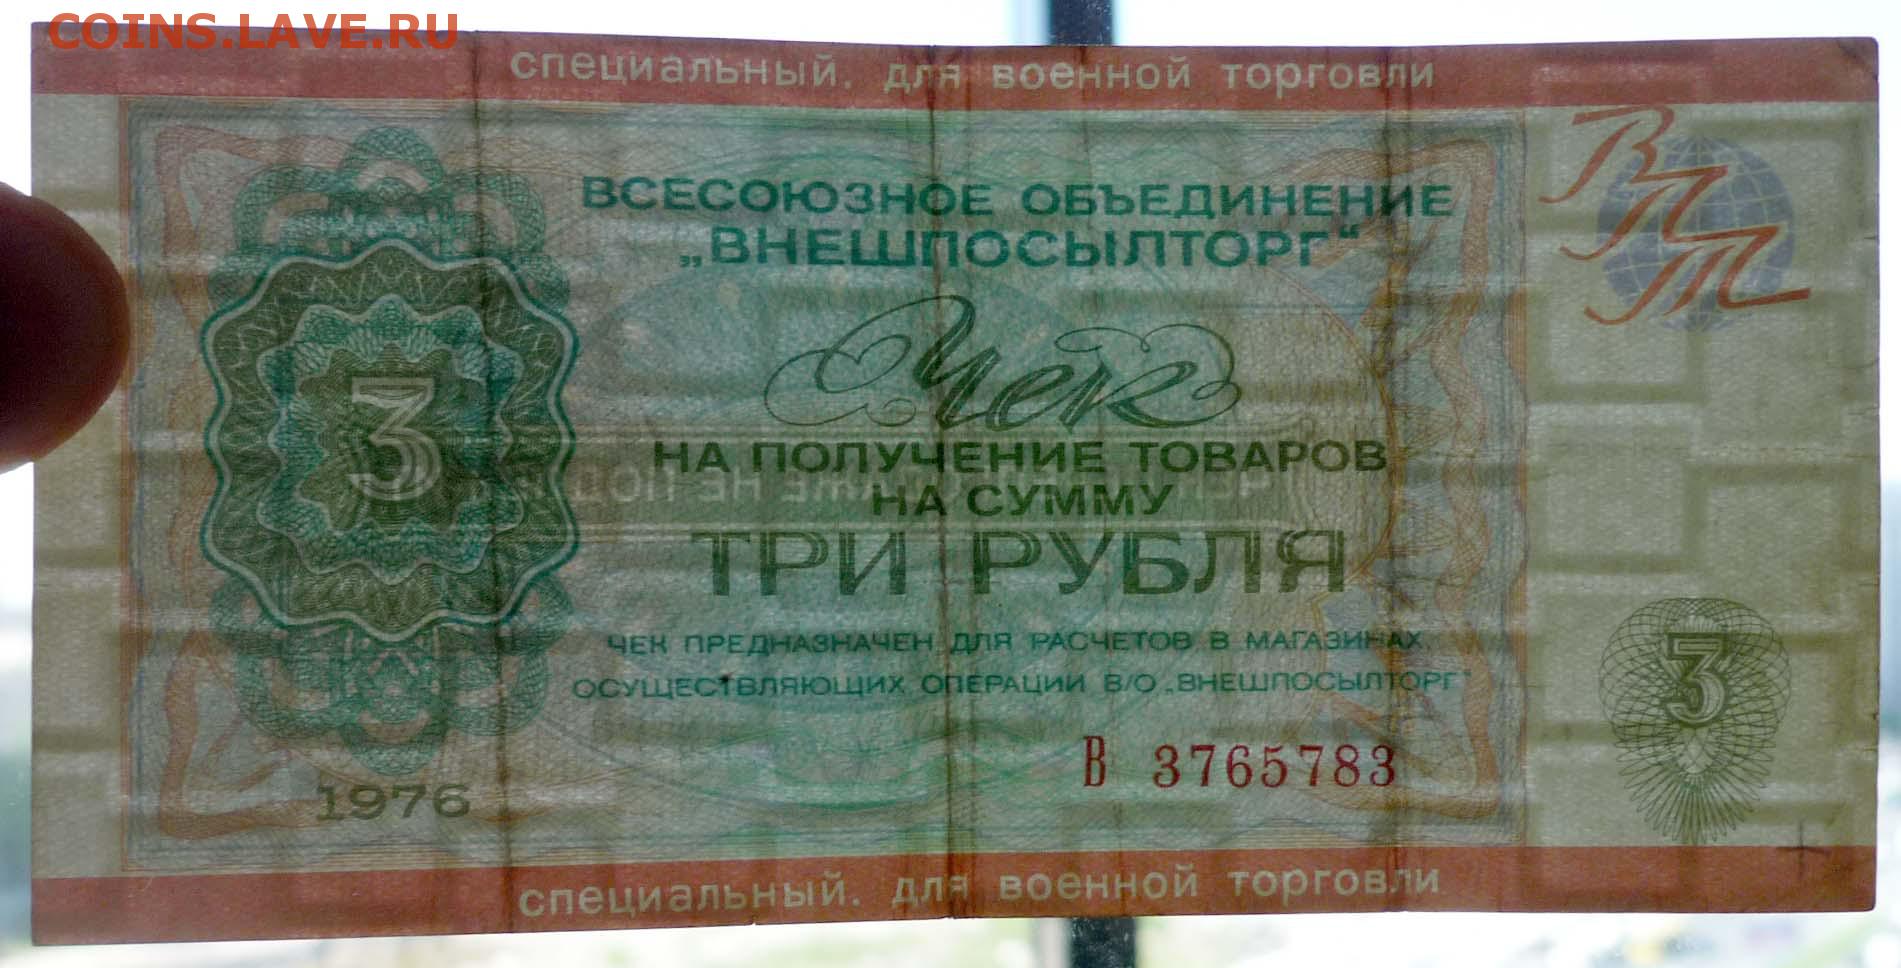 COINS.LAVE.RU
специальный. для военной торговли
ВПТ
ВСЕСОЮЗНОЕ ОБЪЕДИНЕНИЕ
„ВНЕШПОСЫЛТОРГ“
Чек
НА ПОЛУЧЕНИЕ ТОВАРОВ
НА СУММУ
3
ТРИ РУБЛЯ
ЧЕК ПРЕДНАЗНАЧЕН ДЛЯ РАСЧЕТОВ В МАГАЗИНАХ,
ОСУЩЕСТВЛЯЮЩИХ ОПЕРАЦИИ В/О „ВНЕШПОСЫЛТОРГ“
3
В 3765783
1976
специальный. для военной торговли